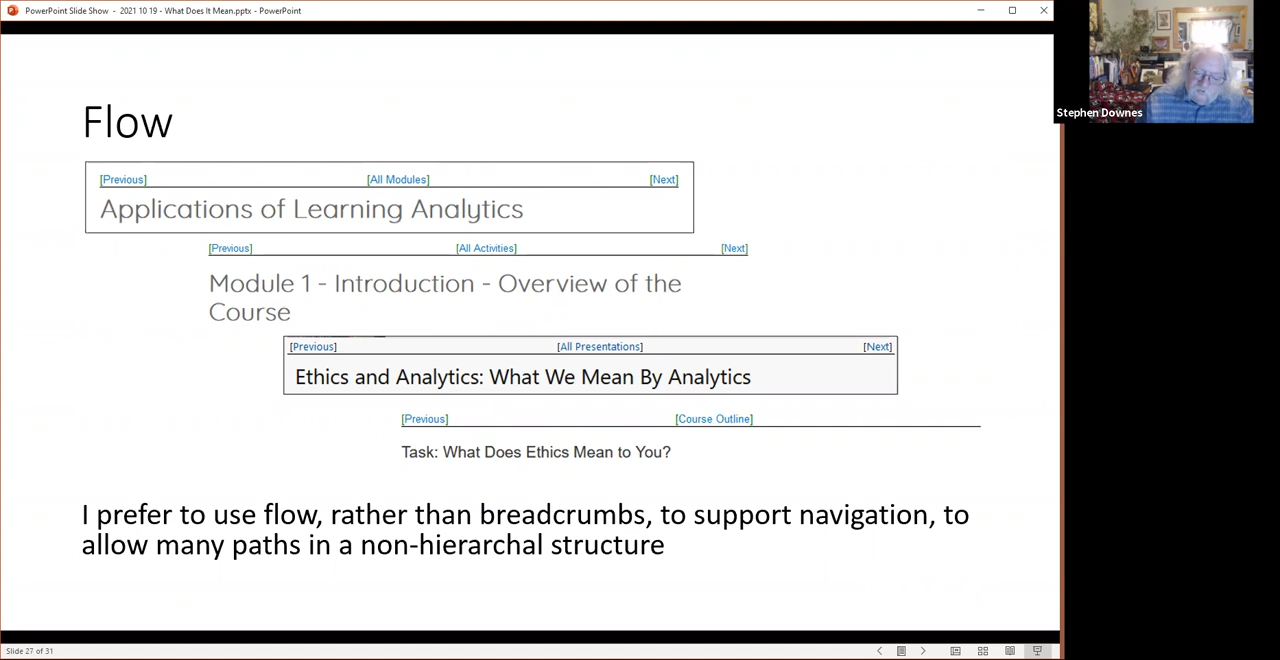 PowerPoint Slide Show - 2021 10 19 - What Does It Mean.pptx - PowerPoint
Stephen Downes
Flow
[Previous] [All Modules] [Next]
Applications of Learning Analytics
[Previous] [All Activities] [Next]
Module 1 - Introduction - Overview of the
Course
[Previous] [All Presentations] [Next]
Ethics and Analytics: What We Mean By Analytics
[Previous] [Course Outline]
Task: What Does Ethics Mean to You?
I prefer to use flow, rather than breadcrumbs, to support navigation, to
allow many paths in a non-hierarchal structure
Slide 27 of 31